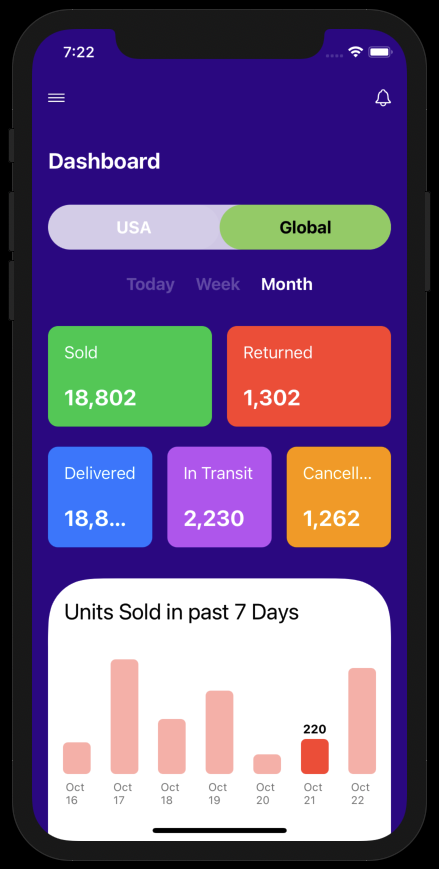 7:22
Dashboard
USA Global
Today Week Month
Sold Returned
18,802 1,302
Delivered In Transit Cancell...
18,8... 2,230 1,262
Units Sold in past 7 Days
220
Oct Oct Oct Oct Oct Oct Oct
16 17 18 19 20 21 22